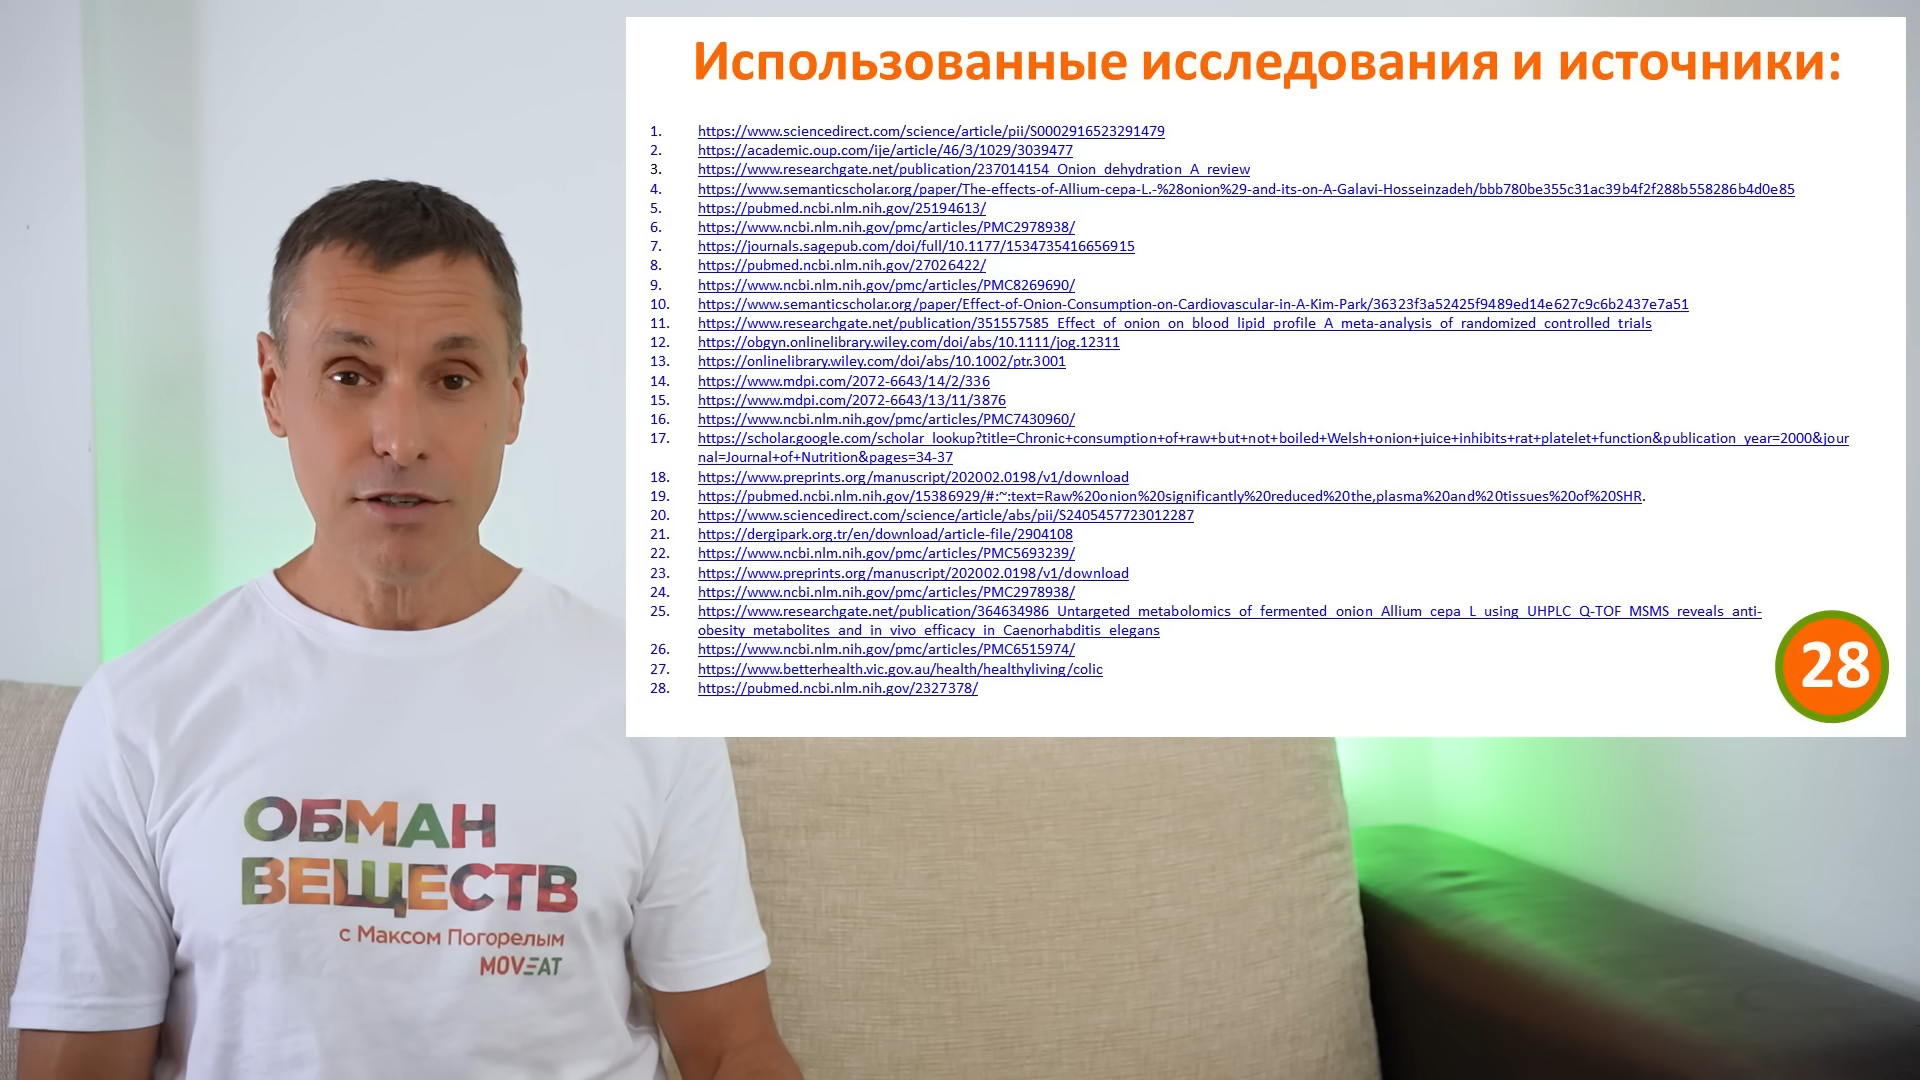 Использованные исследования и источники:
1. https://www.sciencedirect.com/science/article/pii/S0002916523291479
2. https://academic.oup.com/ije/article/46/3/1029/3039477
3. https://www.researchgate.net/publication/237014154_Onion_dehydration_A_review
4. https://www.semanticscholar.org/paper/The-effects-of-Allium-cepa-L.-%28onion%29-and-its-on-A-Galavi-Hosseinzadeh/bbb780be355c31ac39b4f2f288b558286b4d0e85
5. https://pubmed.ncbi.nlm.nih.gov/25194613/
6. https://www.ncbi.nlm.nih.gov/pmc/articles/PMC2978938/
7. https://journals.sagepub.com/doi/full/10.1177/1534735416656915
8. https://pubmed.ncbi.nlm.nih.gov/27026422/
9. https://www.ncbi.nlm.nih.gov/pmc/articles/PMC8269690/
10. https://www.semanticscholar.org/paper/Effect-of-Onion-Consumption-on-Cardiovascular-in-A-Kim-Park/36323f3a52425f9489ed14e627c9c6b2437e7a51
11. https://www.researchgate.net/publication/351557585_Effect_of_onion_on_blood_lipid_profile_A_meta-analysis_of_randomized_controlled_trials
12. https://obgyn.onlinelibrary.wiley.com/doi/abs/10.1111/jog.12311
13. https://onlinelibrary.wiley.com/doi/abs/10.1002/ptr.3001
14. https://www.mdpi.com/2072-6643/14/2/336
15. https://www.mdpi.com/2072-6643/13/11/3876
16. https://www.ncbi.nlm.nih.gov/pmc/articles/PMC7430960/
17. https://scholar.google.com/scholar_lookup?title=Chronic+consumption+of+raw+but+not+boiled+Welsh+onion+juice+inhibits+rat+platelet+function&publication_year=2000&jour
nal=Journal+of+Nutrition&pages=34-37
18. https://www.preprints.org/manuscript/202002.0198/v1/download
19. https://pubmed.ncbi.nlm.nih.gov/15386929/#:~:text=Raw%20onion%20significantly%20reduced%20the,plasma%20and%20tissues%20of%20SHR.
20. https://www.sciencedirect.com/science/article/abs/pii/S2405457723012287
21. https://dergipark.org.tr/en/download/article-file/2904108
22. https://www.ncbi.nlm.nih.gov/pmc/articles/PMC5693239/
23. https://www.preprints.org/manuscript/202002.0198/v1/download
24. https://www.ncbi.nlm.nih.gov/pmc/articles/PMC2978938/
25. https://www.researchgate.net/publication/364634986_Untargeted_metabolomics_of_fermented_onion_Allium_cepa_L_using_UHPLC_Q-TOF_MSMS_reveals_anti-
obesity_metabolites_and_in_vivo_efficacy_in_Caenorhabditis_elegans
26. https://www.ncbi.nlm.nih.gov/pmc/articles/PMC6515974/
27. https://www.betterhealth.vic.gov.au/health/healthyliving/colic
28. https://pubmed.ncbi.nlm.nih.gov/2327378/
28
ОБМАН
ВЕЩЕСТВ
с Максом Погорелым
MOVEAT